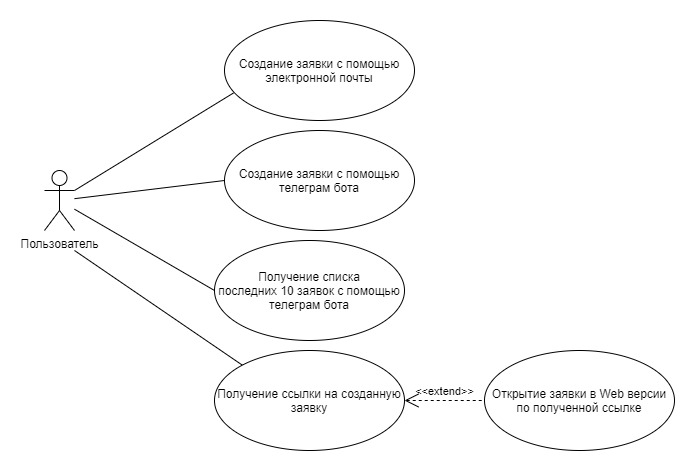 Создание заявки с помощью
электронной почты
Создание заявки с помощью
телеграм бота
Пользователь
Получение списка
последних 10 заявок с помощью
телеграм бота
Получение ссылки на созданную
заявку
<<extend>>
Открытие заявки в Web версии
по полученной ссылке